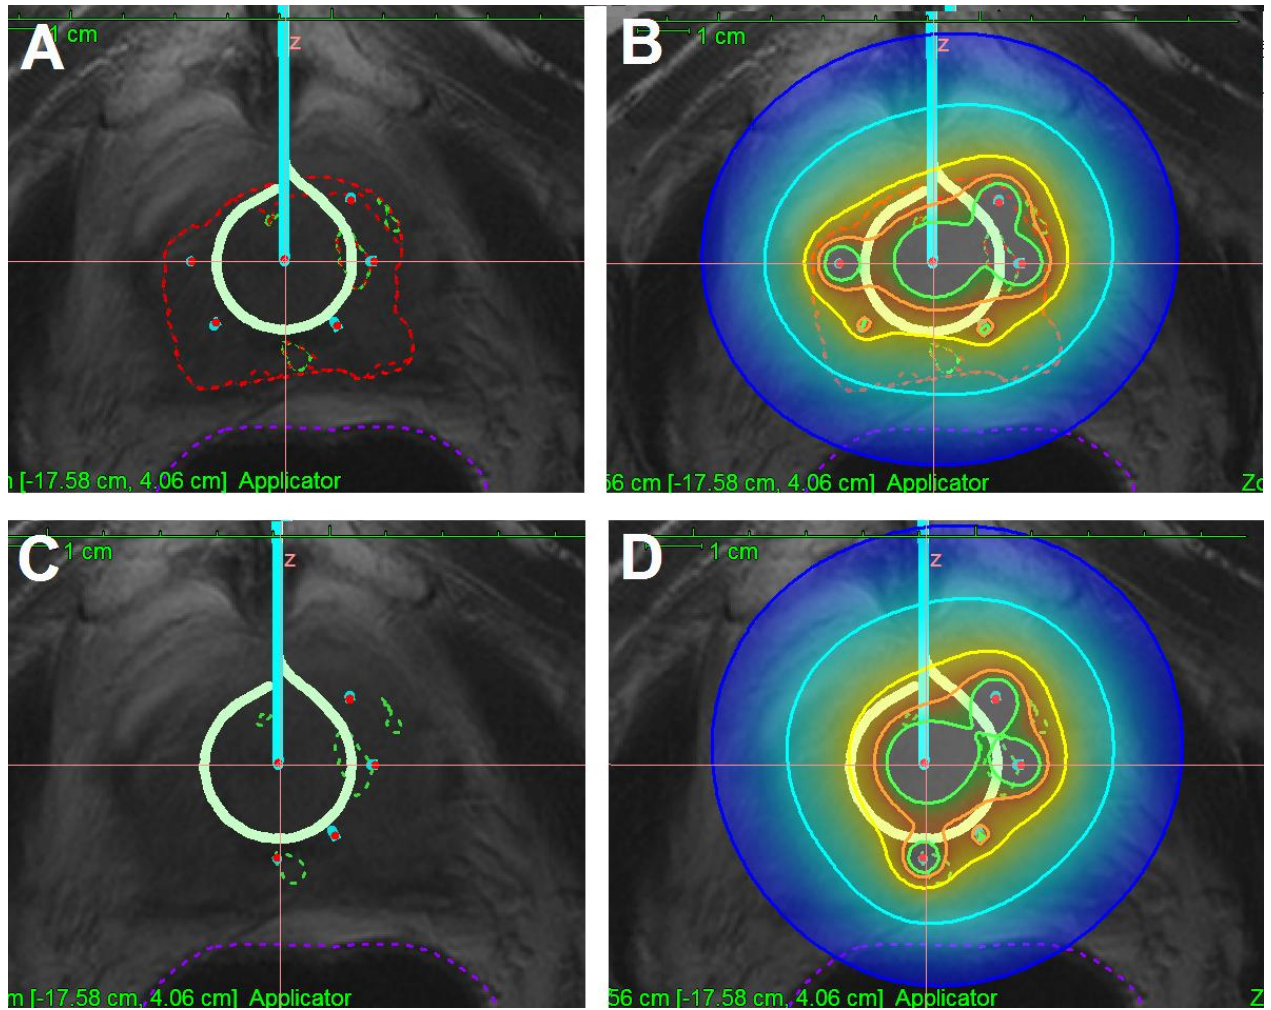 A
1 cm
Z
n [-17.58 cm, 4.06 cm] Applicator
B
1 cm
Z
56 cm [-17.58 cm, 4.06 cm] Applicator
Zo
C
1 cm
Z
m [-17.58 cm, 4.06 cm] Applicator
D
1 cm
Z
56 cm [-17.58 cm, 4.06 cm] Applicator
Z